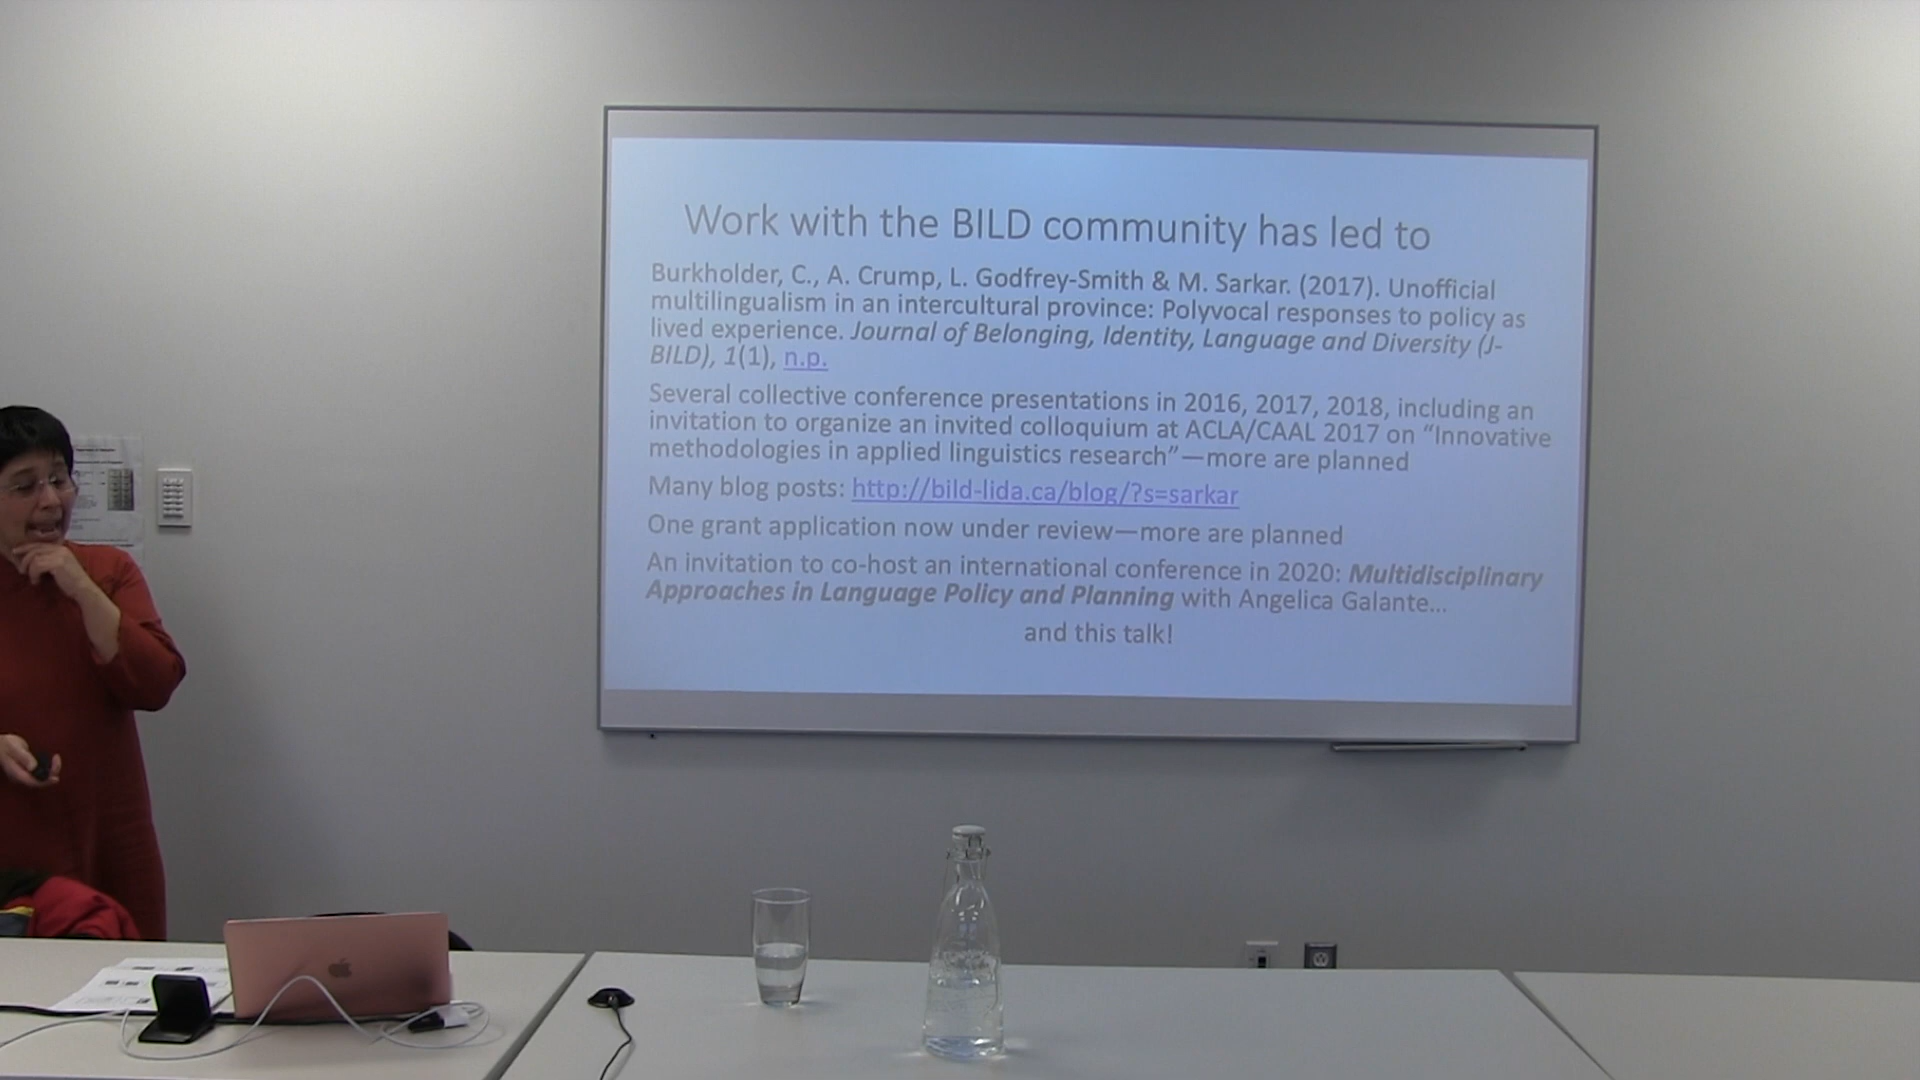 Work with the BILD community has led to
Burkholder, C., A. Crump, L. Godfrey-Smith & M. Sarkar. (2017). Unofficial
multilingualism in an intercultural province: Polyvocal responses to policy as
lived experience. Journal of Belonging, Identity, Language and Diversity (J-
BILD), 1(1), n.p.
Several collective conference presentations in 2016, 2017, 2018, including an
invitation to organize an invited colloquium at ACLA/CAAL 2017 on “Innovative
methodologies in applied linguistics research”—more are planned
Many blog posts: http://bild-lida.ca/blog/?s=sarkar
One grant application now under review—more are planned
An invitation to co-host an international conference in 2020: Multidisciplinary
Approaches in Language Policy and Planning with Angelica Galante...
and this talk!